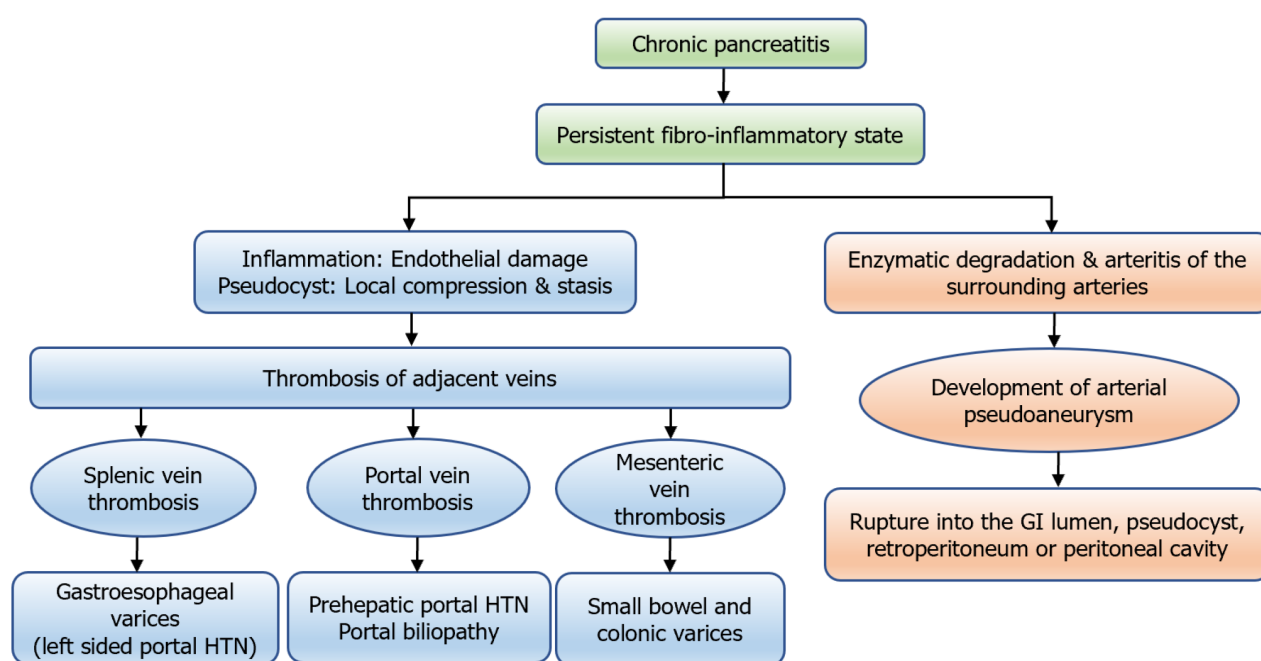 Chronic pancreatitis
Persistent fibro-inflammatory state
Inflammation: Endothelial damage
Pseudocyst: Local compression & stasis
Enzymatic degradation & arteritis of the
surrounding arteries
Thrombosis of adjacent veins
Development of arterial
pseudoaneurysm
Splenic vein
thrombosis
Portal vein
thrombosis
Mesenteric
vein
thrombosis
Rupture into the GI lumen, pseudocyst,
retroperitoneum or peritoneal cavity
Gastroesophageal
varices
(left sided portal HTN)
Prehepatic portal HTN
Portal biliopathy
Small bowel and
colonic varices